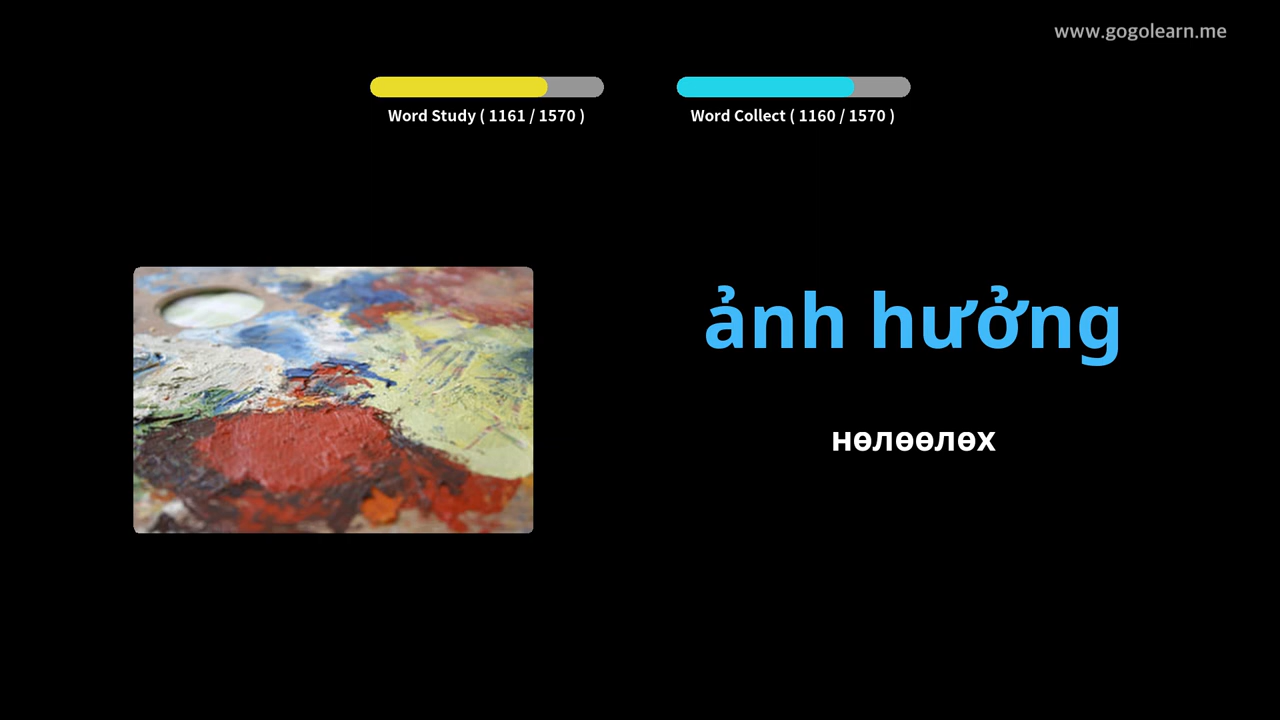 www.gogolearn.me
Word Study ( 1161 / 1570 )
Word Collect ( 1160 / 1570 )
ảnh hưởng
нөлөөлөх